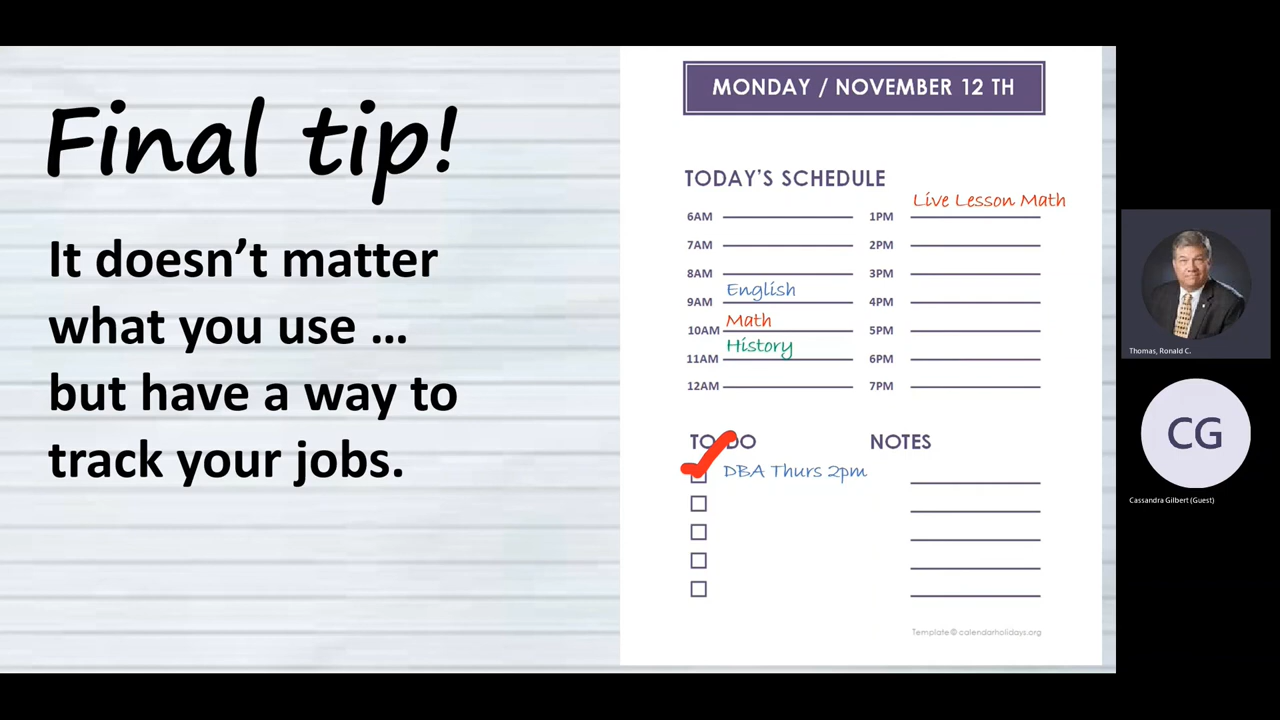 Final tip!
It doesn't matter
what you use ...
but have a way to
track your jobs.
MONDAY / NOVEMBER 12 TH
TODAY'S SCHEDULE
6AM
7AM
8AM
9AM English
10AM Math
11AM History
12AM
1PM Live Lesson Math
2PM
3PM
4PM
5PM
6PM
7PM
TO DO
DBA Thurs 2pm
NOTES
Template© calendarholidays.org
Thomas, Ronald C.
CG
Cassandra Gilbert (Guest)